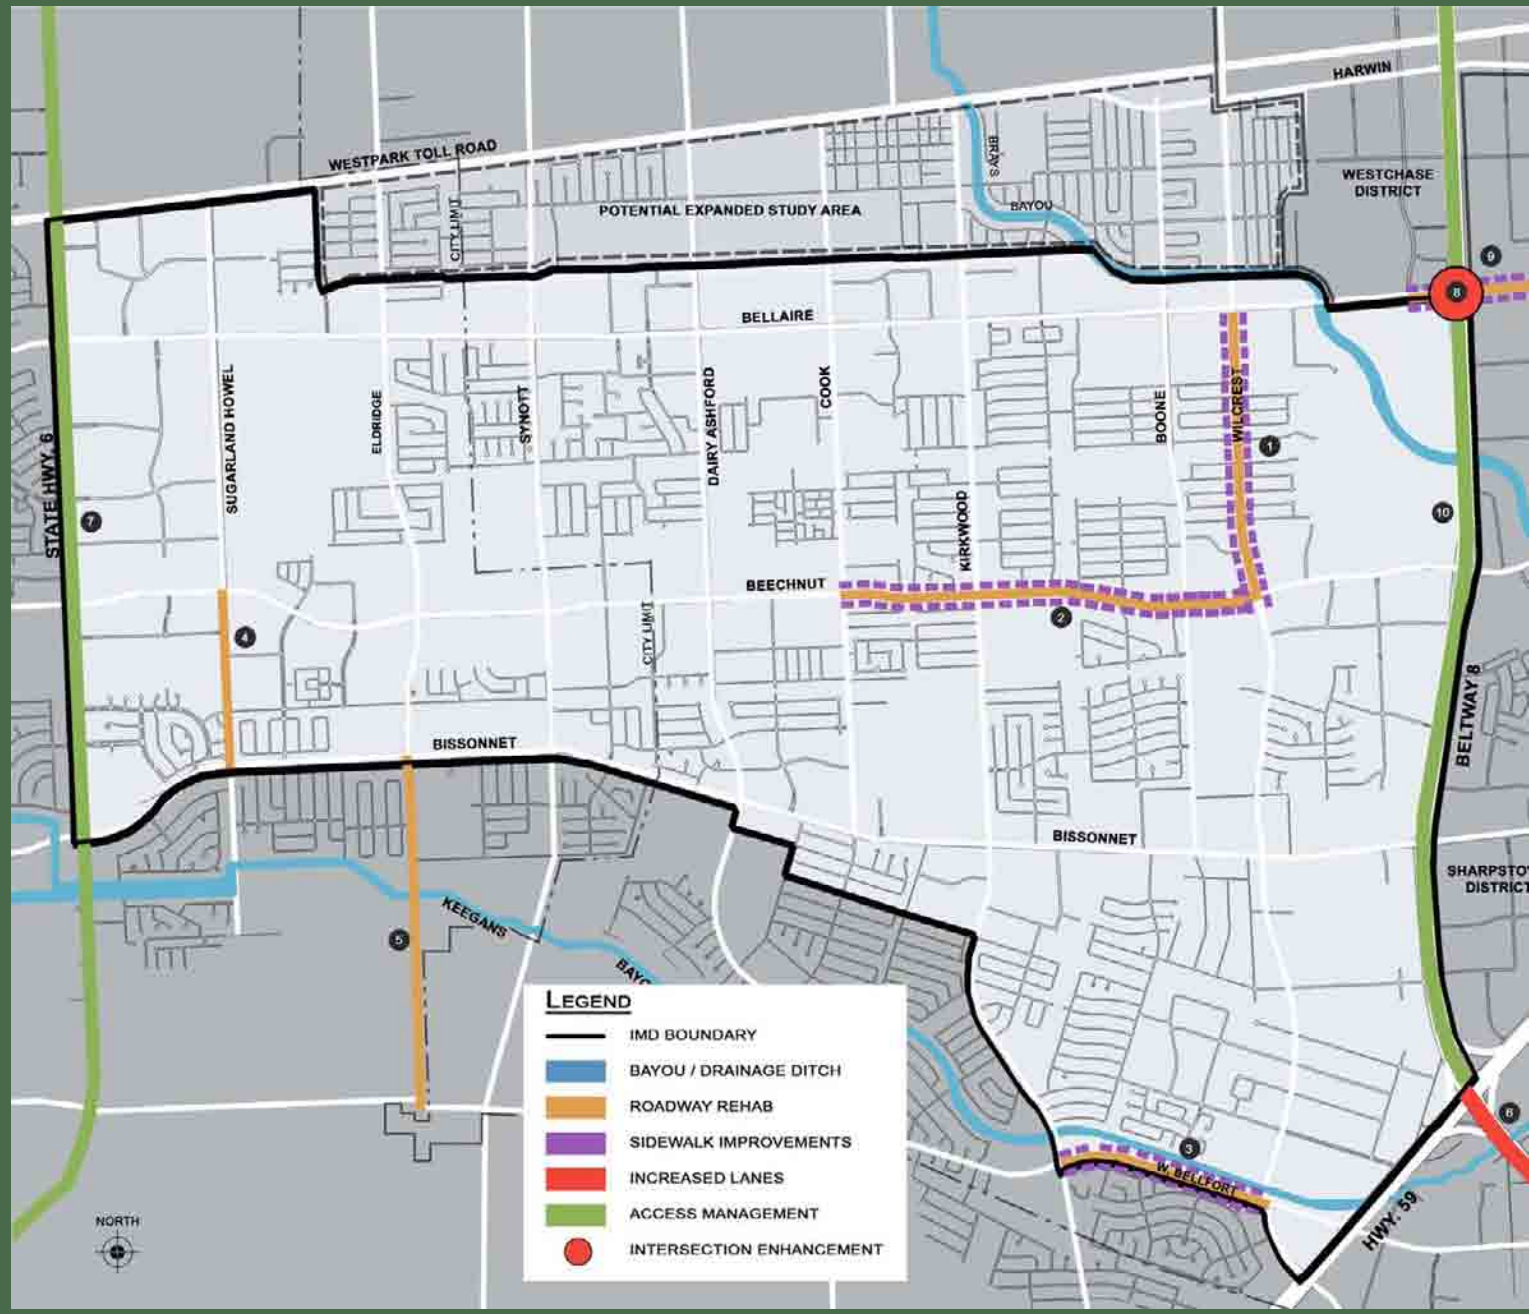 HARWIN
WESTPARK TOLL ROAD
BRAYS
BAYOU
WESTCHASE
DISTRICT
POTENTIAL EXPANDED STUDY AREA
CITY LIMIT
9
8
BELLAIRE
STATE HWY. 6
SUGARLAND HOWEL
ELDRIDGE
SYNOTT
DAIRY ASHFORD
COOK
KIRKWOOD
BOONE
WILCREST
1
7
10
BEECHNUT
2
4
CITY LIMIT
BELTWAY 8
BISSONNET
BISSONNET
SHARPSTO
DISTRICT
KEEGANS
5
BAYO
LEGEND
IMD BOUNDARY
BAYOU / DRAINAGE DITCH
ROADWAY REHAB
SIDEWALK IMPROVEMENTS
INCREASED LANES
ACCESS MANAGEMENT
INTERSECTION ENHANCEMENT
6
3
W. BELLFORT
HWY. 59
NORTH